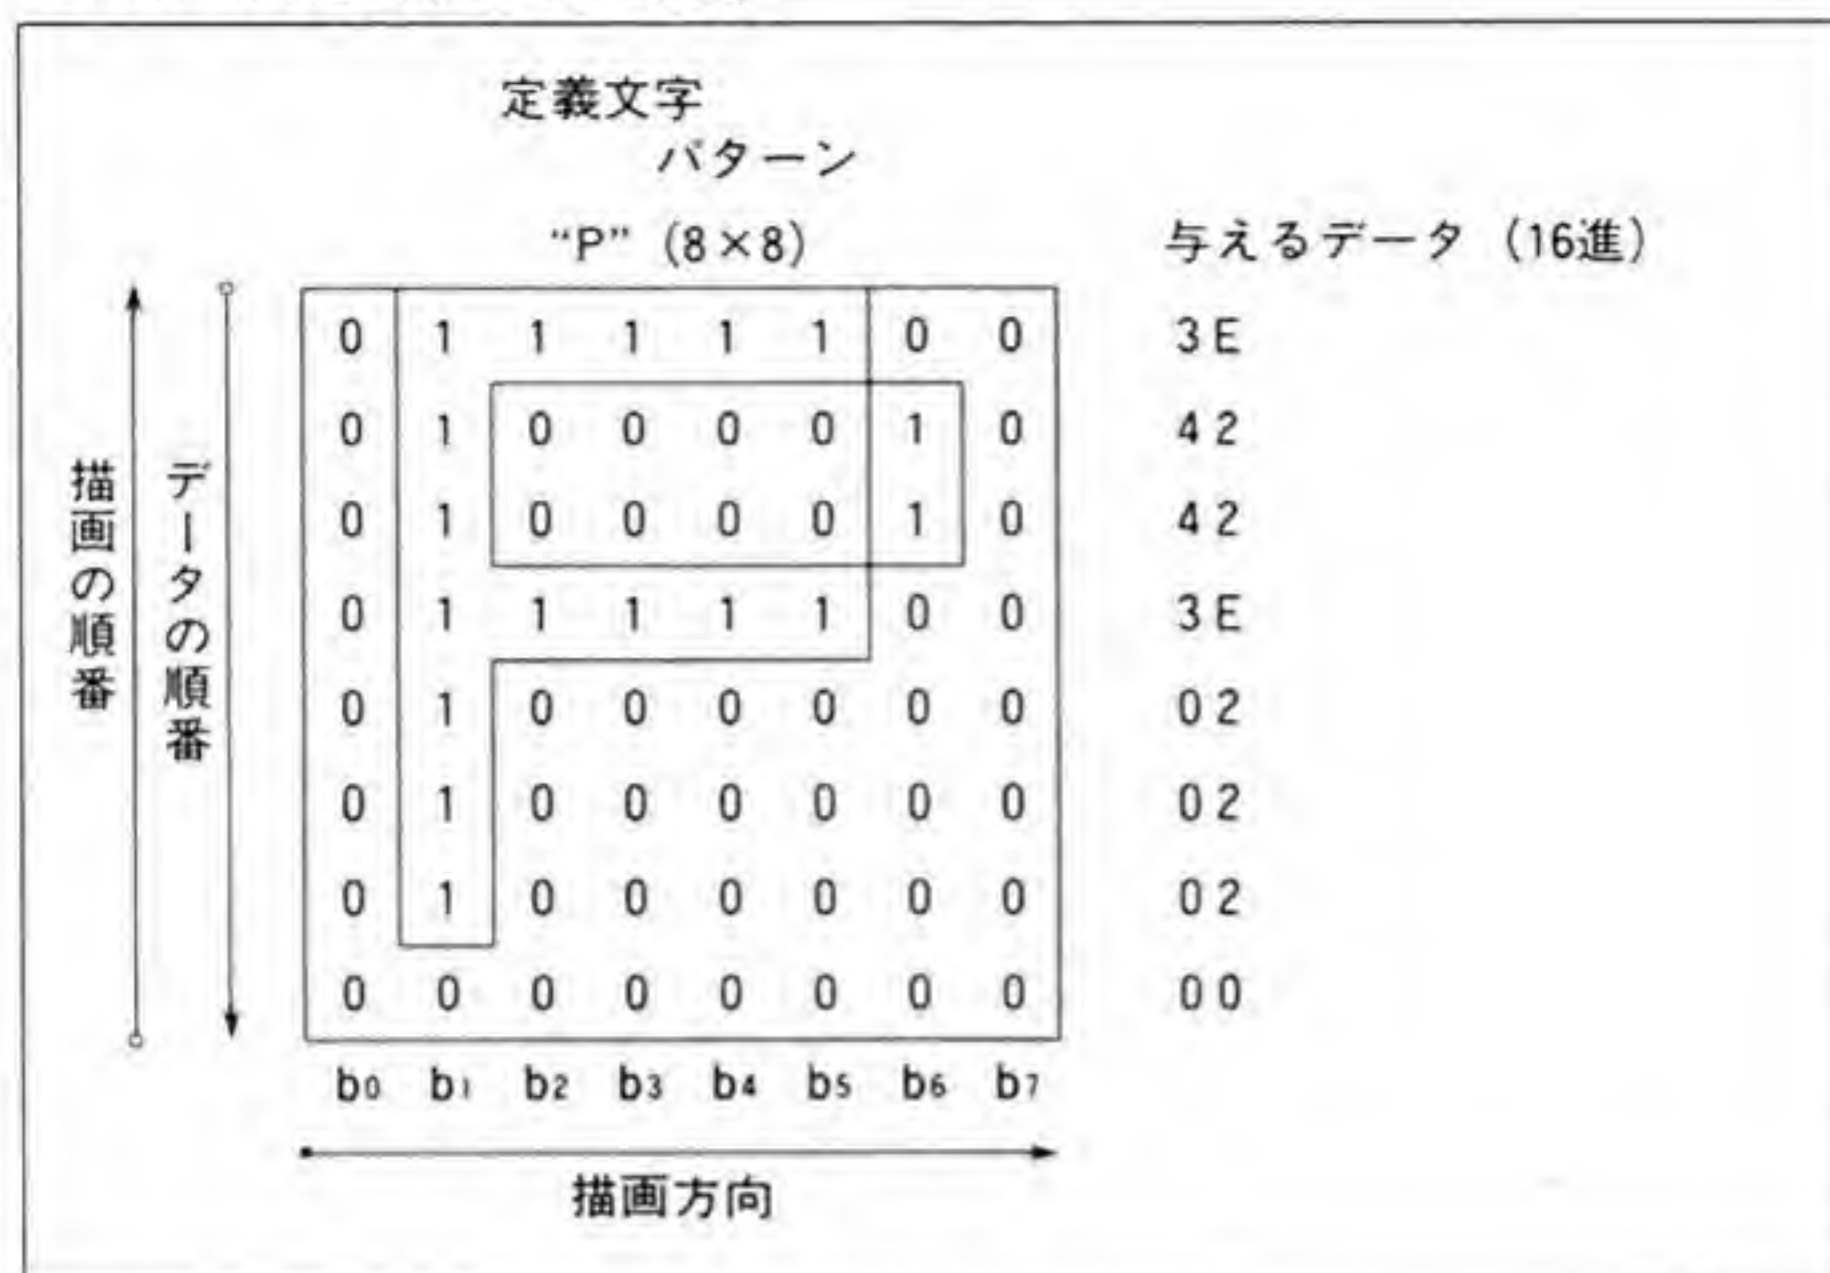 定義文字
パターン
“P”（8×8） 与えるデータ（16進）
0 1 1 1 1 1 0 0 3E
0 1 0 0 0 0 1 0 42
0 1 0 0 0 0 1 0 42
0 1 1 1 1 1 0 0 3E
0 1 0 0 0 0 0 0 02
0 1 0 0 0 0 0 0 02
0 1 0 0 0 0 0 0 02
0 0 0 0 0 0 0 0 00
b0 b1 b2 b3 b4 b5 b6 b7
描画方向
描画の順番
データの順番